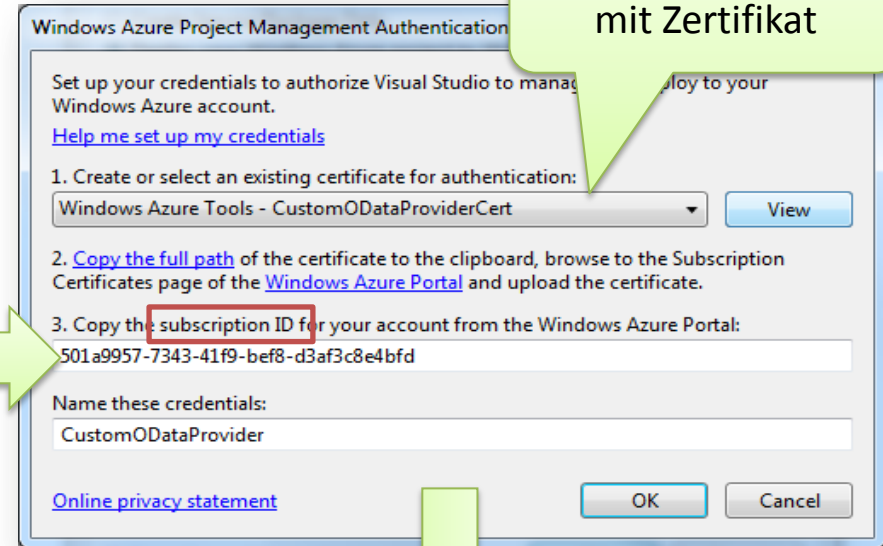 mit Zertifikat
Windows Azure Project Management Authentication
Set up your credentials to authorize Visual Studio to manag ploy to your
Windows Azure account.
Help me set up my credentials
1. Create or select an existing certificate for authentication:
Windows Azure Tools - CustomODataProviderCert
View
2. Copy the full path of the certificate to the clipboard, browse to the Subscription
Certificates page of the Windows Azure Portal and upload the certificate.
3. Copy the subscription ID for your account from the Windows Azure Portal:
501a9957-7343-41f9-bef8-d3af3c8e4bfd
Name these credentials:
CustomODataProvider
Online privacy statement
OK
Cancel